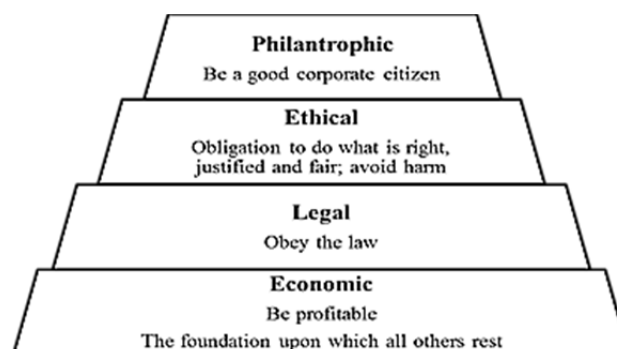 Philantrophic
Be a good corporate citizen
Ethical
Obligation to do what is right,
justified and fair; avoid harm
Legal
Obey the law
Economic
Be profitable
The foundation upon which all others rest